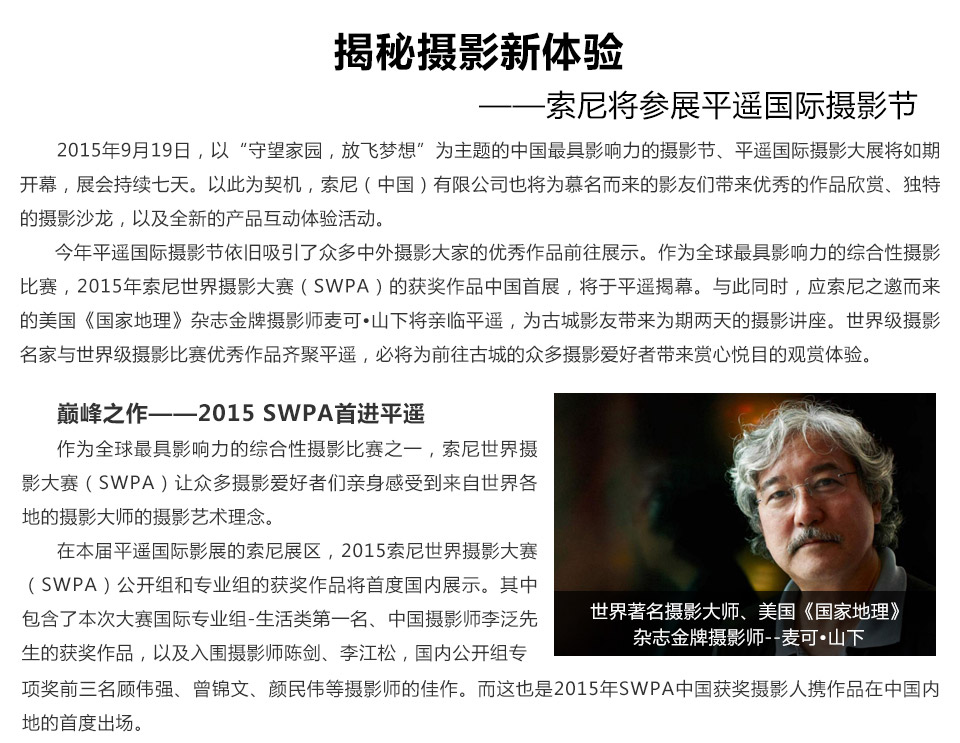 揭秘摄影新体验
——索尼将参展平遥国际摄影节
2015年9月19日，以“守望家园，放飞梦想”为主题的中国最具影响力的摄影节、平遥国际摄影大展将如期
开幕，展会持续七天。以此为契机，索尼（中国）有限公司也将为慕名而来的影友们带来优秀的作品欣赏、独特
的摄影沙龙，以及全新的产品互动体验活动。
今年平遥国际摄影节依旧吸引了众多中外摄影大家的优秀作品前往展示。作为全球最具影响力的综合性摄影
比赛，2015年索尼世界摄影大赛（SWPA）的获奖作品中国首展，将于平遥揭幕。与此同时，应索尼之邀而来
的美国《国家地理》杂志金牌摄影师麦可•山下将亲临平遥，为古城影友带来为期两天的摄影讲座。世界级摄影
名家与世界级摄影比赛优秀作品齐聚平遥，必将为前往古城的众多摄影爱好者带来赏心悦目的观赏体验。
巅峰之作——2015 SWPA首进平遥
作为全球最具影响力的综合性摄影比赛之一，索尼世界摄
影大赛（SWPA）让众多摄影爱好者们亲身感受到来自世界各
地的摄影大师的摄影艺术理念。
在本届平遥国际影展的索尼展区，2015索尼世界摄影大赛
（SWPA）公开组和专业组的获奖作品将首度国内展示。其中
包含了本次大赛国际专业组-生活类第一名、中国摄影师李泛先
生的获奖作品，以及入围摄影师陈剑、李江松，国内公开组专
项奖前三名顾伟强、曾锦文、颜民伟等摄影师的佳作。而这也是2015年SWPA中国获奖摄影人携作品在中国内
地的首度出场。
世界著名摄影大师、美国《国家地理》
杂志金牌摄影师--麦可•山下